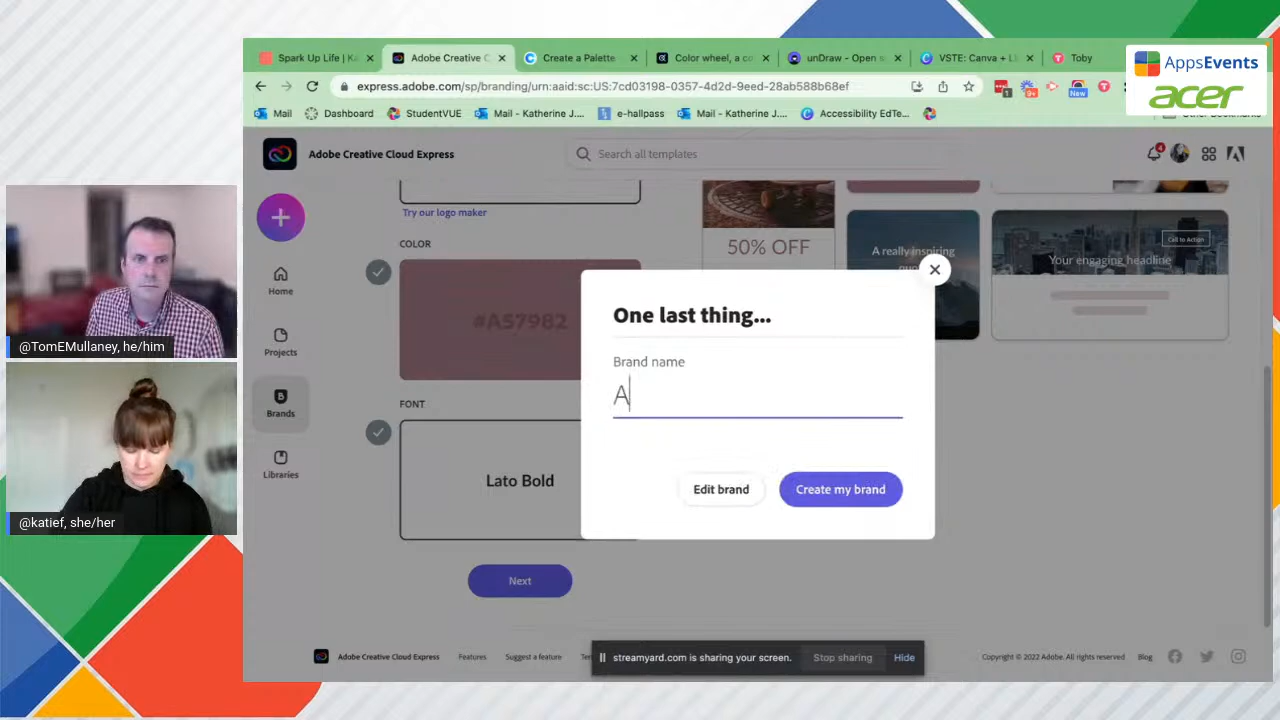 AppsEvents
acer
Spark Up Life | Ka
Adobe Creative C
Create a Palette
Color wheel, a co
unDraw - Open s
VSTE: Canva + L
Toby
express.adobe.com/sp/branding/urn:aaid:sc:US:7cd03198-0357-4d2d-9eed-28ab588b68ef
New
Mail
Dashboard
StudentVUE
Mail - Katherine J....
e-hallpass
Mail - Katherine J....
Accessibility EdTe...
Adobe Creative Cloud Express
Search all templates
4
Try our logo maker
Home
Projects
Brands
Libraries
COLOR
#A57982
FONT
Lato Bold
Next
50% OFF
A really inspiring
Call to Action
Your engaging headline
One last thing...
Brand name
A
Edit brand
Create my brand
@TomEMullaney, he/him
@katief, she/her
Adobe Creative Cloud Express
Features
Suggest a feature
streamyard.com is sharing your screen.
Stop sharing
Hide
Copyright © 2022 Adobe. All rights reserved
Blog